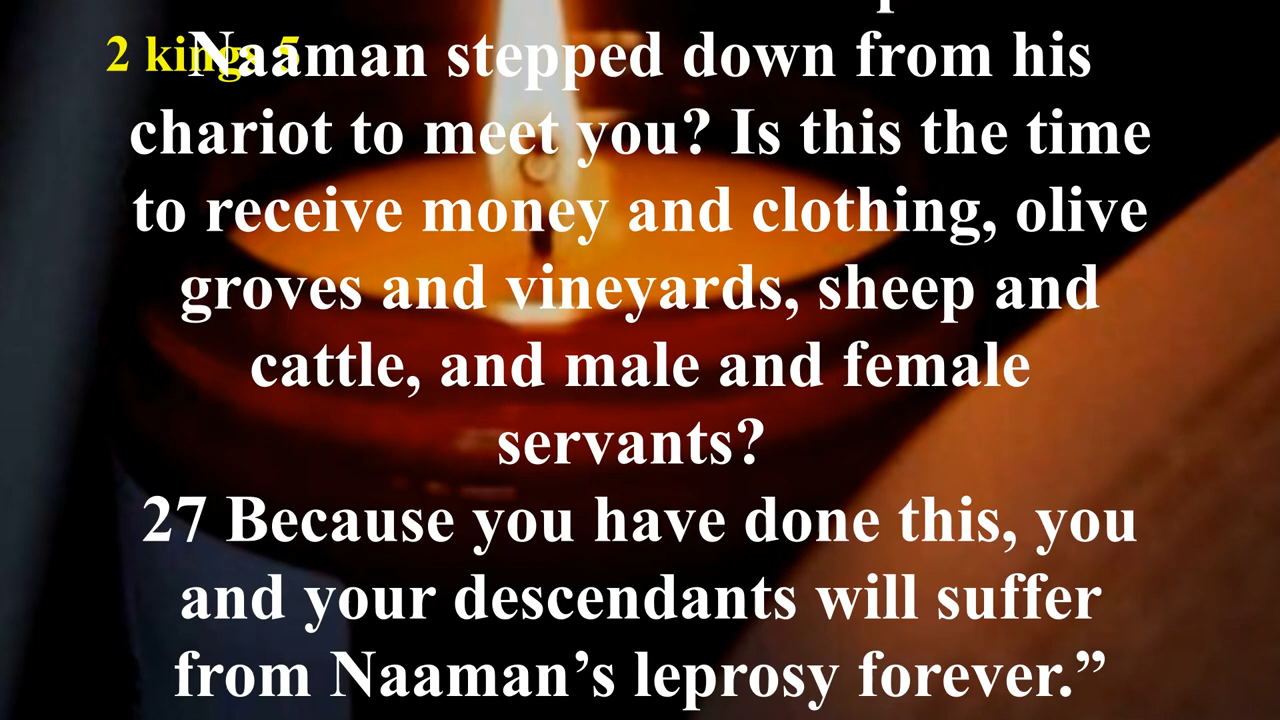 2 kings 5
Naaman stepped down from his
chariot to meet you? Is this the time
to receive money and clothing, olive
groves and vineyards, sheep and
cattle, and male and female
servants?
27 Because you have done this, you
and your descendants will suffer
from Naaman’s leprosy forever.”